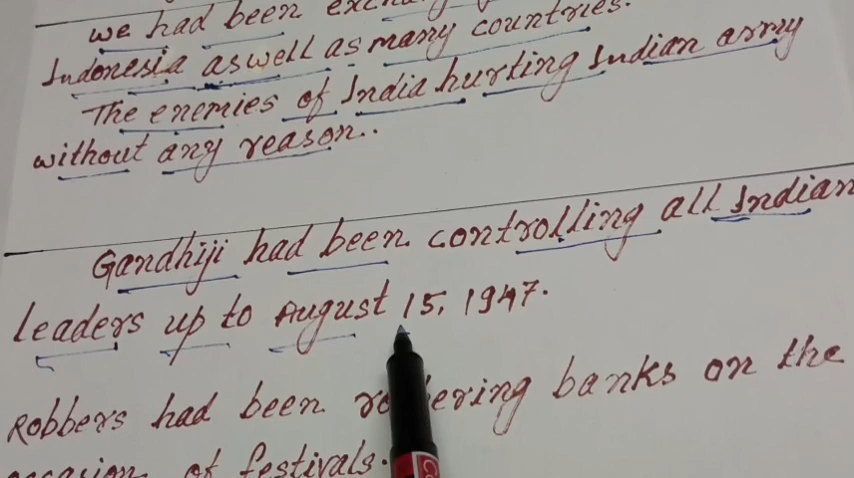 we had been
Indonesia aswell as many countries.
The enemies of India hurting Indian army
without any reason..
Gandhiji had been controlling all Indian
leaders up to August 15, 1947.
Robbers had been banks on the
of festivals.